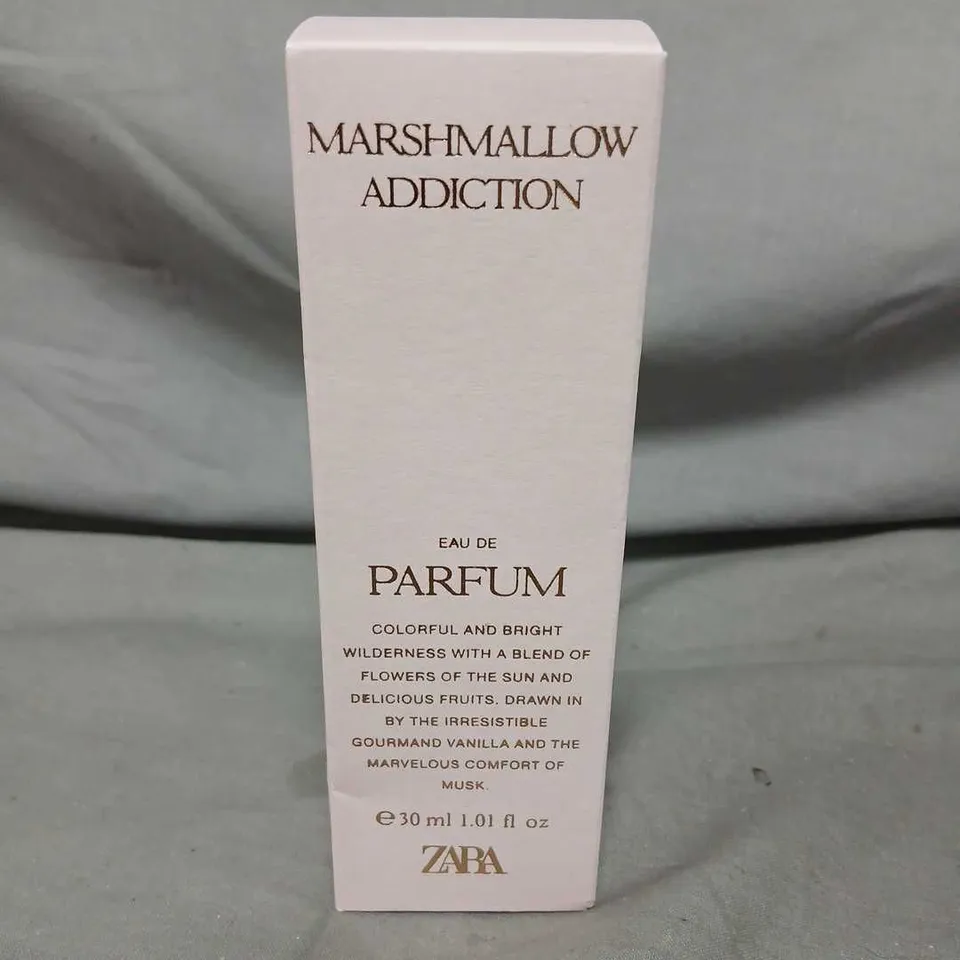 MARSHMALLOW
ADDICTION
EAU DE
PARFUM
COLORFUL AND BRIGHT
WILDERNESS WITH A BLEND OF
FLOWERS OF THE SUN AND
DELICIOUS FRUITS. DRAWN IN
BY THE IRRESISTIBLE
GOURMAND VANILLA AND THE
MARVELOUS COMFORT OF
MUSK.
℮30 ml 1.01 fl oz
ZARA